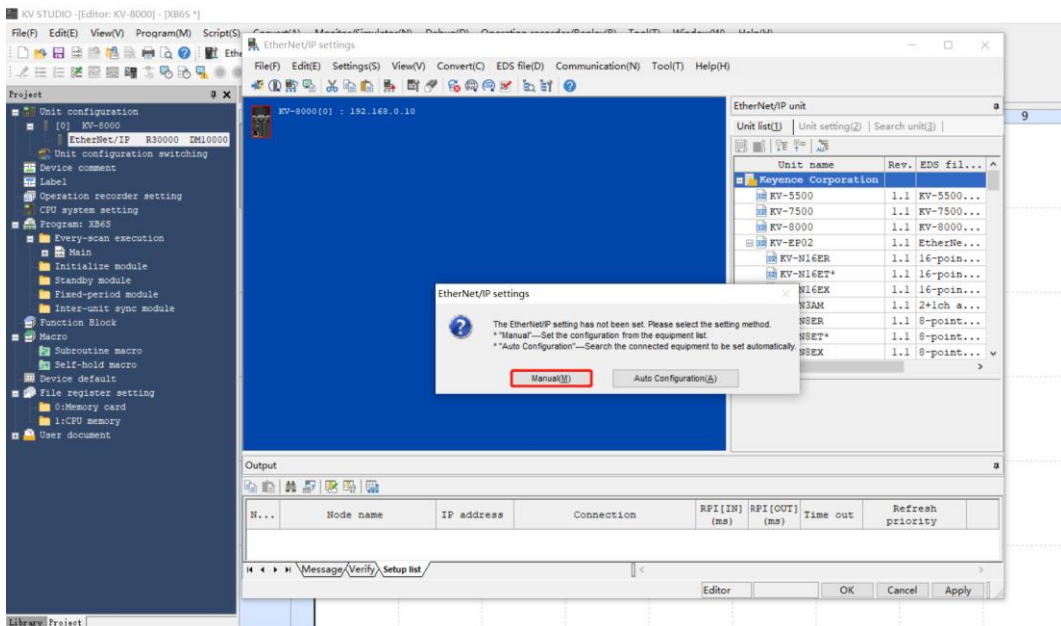 KV STUDIO -[Editor: KV-8000] - [XB6S *]
File(F) Edit(E) View(V) Program(M) Script(S)
EtherNet/IP settings
File(F) Edit(E) Settings(S) View(V) Convert(C) EDS file(D) Communication(N) Tool(T) Help(H)
Project
Unit configuration
[0] KV-8000
EtherNet/IP R30000 DM10000
Unit configuration switching
Device comment
Label
Operation recorder setting
CPU system setting
Program: XB6S
Every-scan execution
Main
Initialize module
Standby module
Fixed-period module
Inter-unit sync module
Function Block
Macro
Subroutine macro
Self-hold macro
Device default
File register setting
0:Memory card
1:CPU memory
User document
Library Project
KV-8000[0] : 192.168.0.10
EtherNet/IP unit
Unit list(1) Unit setting(2) Search unit(3)
Unit name Rev. EDS fil...
Keyence Corporation
KV-5500 1.1 KV-5500...
KV-7500 1.1 KV-7500...
KV-8000 1.1 KV-8000...
KV-EP02 1.1 EtherNe...
KV-N16ER 1.1 16-poin...
KV-N16ET* 1.1 16-poin...
N16EX 1.1 16-poin...
N3AM 1.1 2+1ch a...
N8ER 1.1 8-point...
N8ET* 1.1 8-point...
N8EX 1.1 8-point...
9
EtherNet/IP settings
The EtherNet/IP setting has not been set. Please select the setting method.
* "Manual"---Set the configuration from the equipment list.
* "Auto Configuration"---Search the connected equipment to be set automatically.
Manual(M) Auto Configuration(A)
Output
N... Node name IP address Connection RPI[IN] (ms) RPI[OUT] (ms) Time out Refresh priority
Message Verify Setup list
Editor OK Cancel Apply